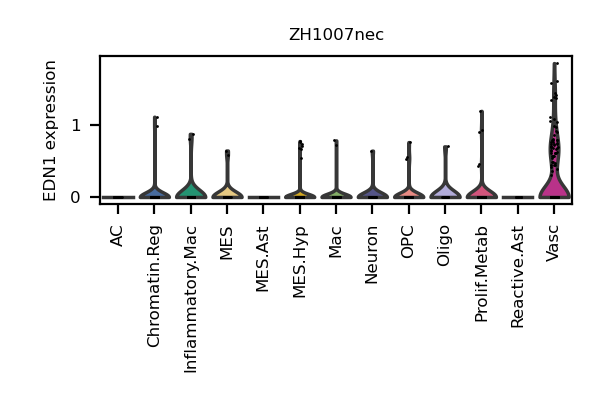 ZH1007nec
EDN1 expression
1
0
AC
Chromatin.Reg
Inflammatory.Mac
MES
MES.Ast
MES.Hyp
Mac
Neuron
OPC
Oligo
Prolif.Metab
Reactive.Ast
Vasc